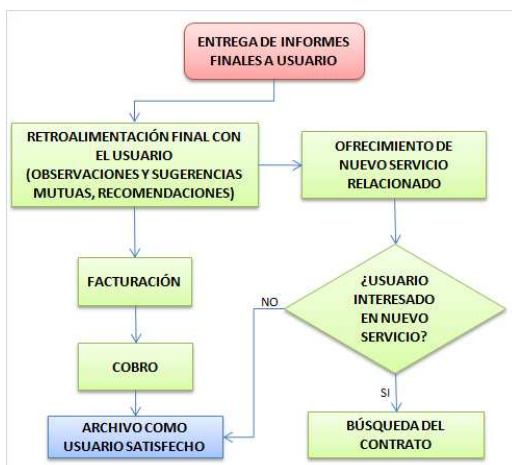 ENTREGA DE INFORMES
FINALES A USUARIO
RETROALIMENTACIÓN FINAL CON
EL USUARIO
(OBSERVACIONES Y SUGERENCIAS
MUTUAS, RECOMENDACIONES)
OFRECIMIENTO DE
NUEVO SERVICIO
RELACIONADO
FACTURACIÓN
¿USUARIO
INTERESADO
EN NUEVO
SERVICIO?
NO
COBRO
SI
ARCHIVO COMO
USUARIO SATISFECHO
BÚSQUEDA DEL
CONTRATO